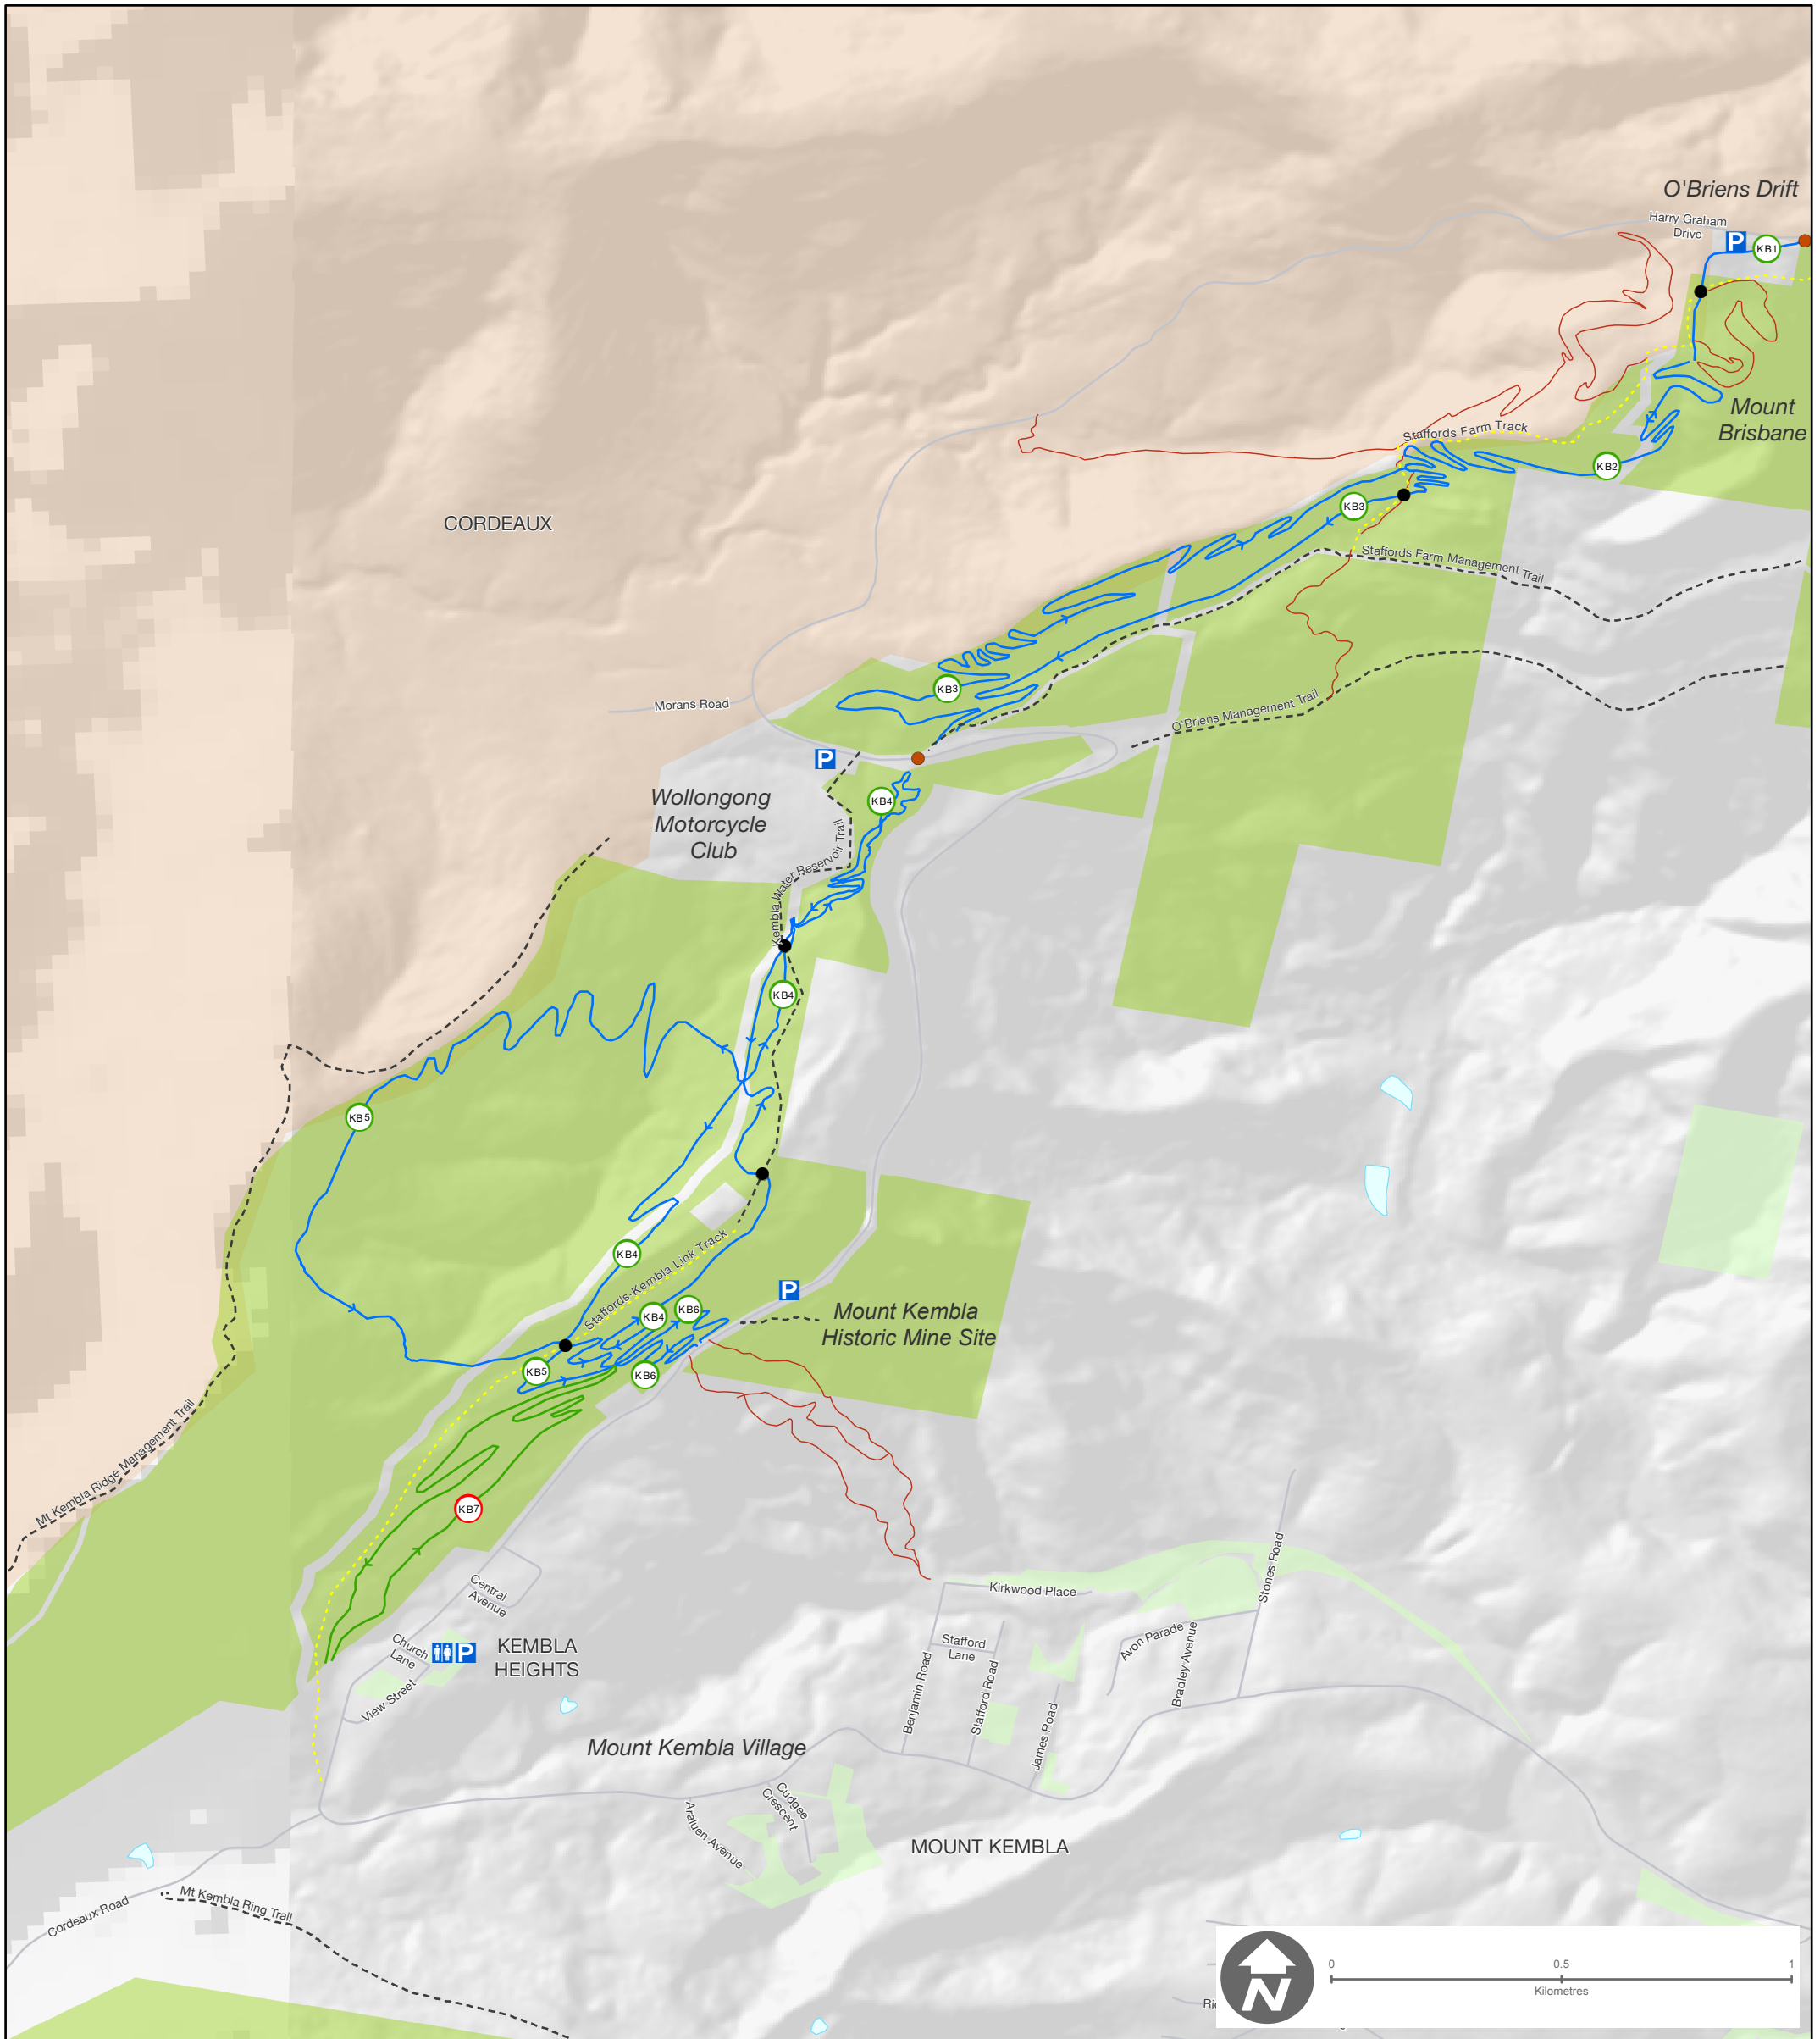 O'Briens Drift
Harry Graham
Drive
P
KB1
Mount
Brisbane
Staffords Farm Track
KB2
KB3
CORDEAUX
Staffords Farm Management Trail
KB3
Morans Road
O'Briens Management Trail
P
Wollongong
Motorcycle
Club
KB4
Kembla Water Reservoir Trail
KB4
KB5
KB4
Staffords-Kembla Link Track
P
KB4
KB6
Mount Kembla
Historic Mine Site
KB5
KB6
Mt Kembla Ridge Management Trail
KB7
Central
Avenue
Kirkwood Place
Stones Road
Church
Lane
P
KEMBLA
HEIGHTS
Stafford
Lane
Avon Parade
Bradley Avenue
View Street
Benjamin Road
Stafford Road
James Road
Mount Kembla Village
Cudgee
Crescent
Araluen Avenue
MOUNT KEMBLA
Mt Kembla Ring Trail
Cordeaux Road
N
0
0.5
1
Kilometres